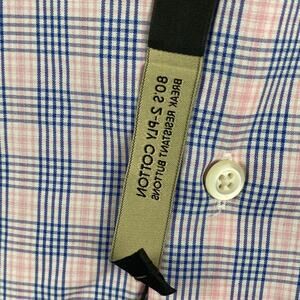 80'S 2-PLY COTTON
BREAK RESISTANT BUTTONS